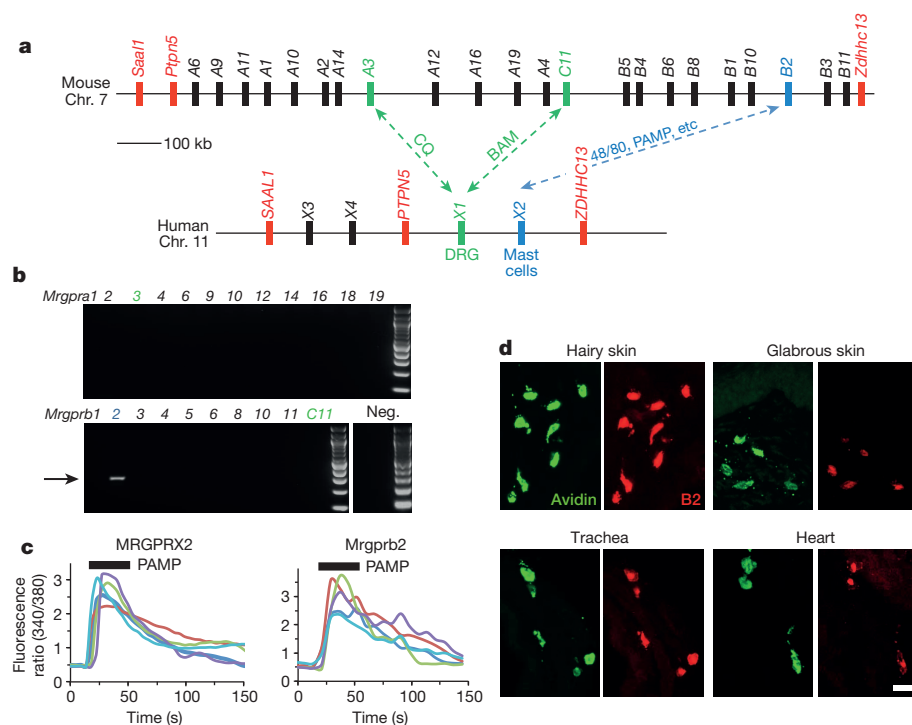 a
Saal1 Ptpn5 A6 A9 A11 A1 A10 A2 A14 A3 A12 A16 A19 A4 C11 B5 B4 B6 B8 B1 B10 B2 B3 B11 Zdhhc13
Mouse
Chr. 7
100 kb
CQ
BAM
48/80, PAMP, etc
SAAL1 X3 X4 PTPN5 X1 X2 ZDHHC13
Human
Chr. 11
DRG
Mast
cells
b
Mrgpra1 2 3 4 6 9 10 12 14 16 18 19
Mrgprb1 2 3 4 5 6 8 10 11 C11 Neg.
c
MRGPRX2
PAMP
Fluorescence
ratio (340/380)
3
2
1
0
0 50 100 150
Time (s)
Mrgprb2
PAMP
3
2
1
0
0 50 100 150
Time (s)
d
Hairy skin
Glabrous skin
Avidin
B2
Trachea
Heart